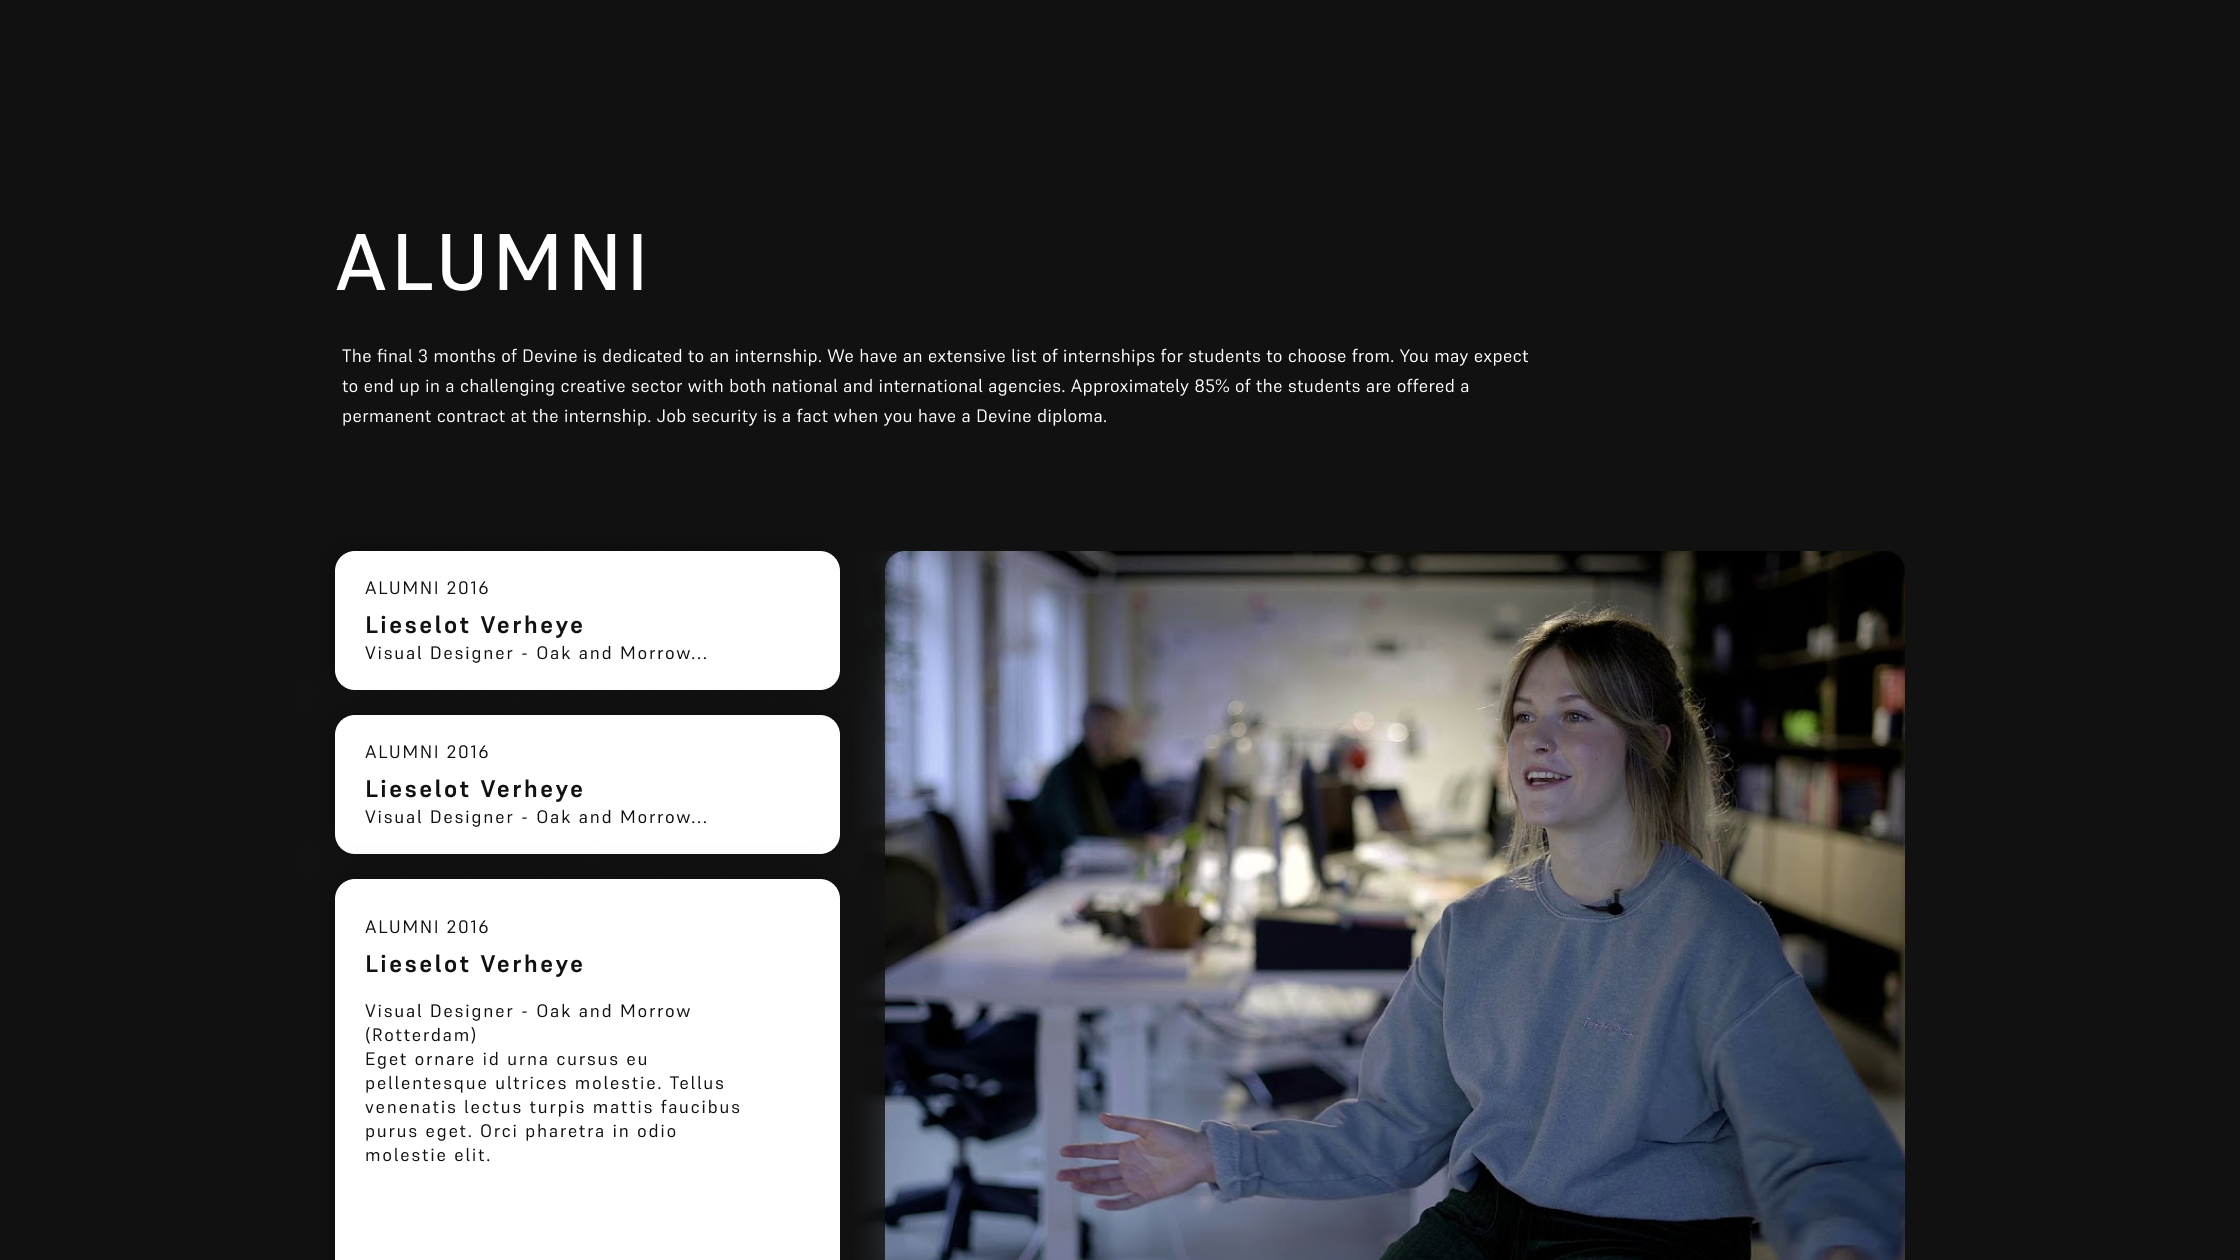 ALUMNI
The final 3 months of Devine is dedicated to an internship. We have an extensive list of internships for students to choose from. You may expect
to end up in a challenging creative sector with both national and international agencies. Approximately 85% of the students are offered a
permanent contract at the internship. Job security is a fact when you have a Devine diploma.
ALUMNI 2016
Lieselot Verheye
Visual Designer - Oak and Morrow...
ALUMNI 2016
Lieselot Verheye
Visual Designer - Oak and Morrow...
ALUMNI 2016
Lieselot Verheye
Visual Designer - Oak and Morrow
(Rotterdam)
Eget ornare id urna cursus eu
pellentesque ultrices molestie. Tellus
venenatis lectus turpis mattis faucibus
purus eget. Orci pharetra in odio
molestie elit.